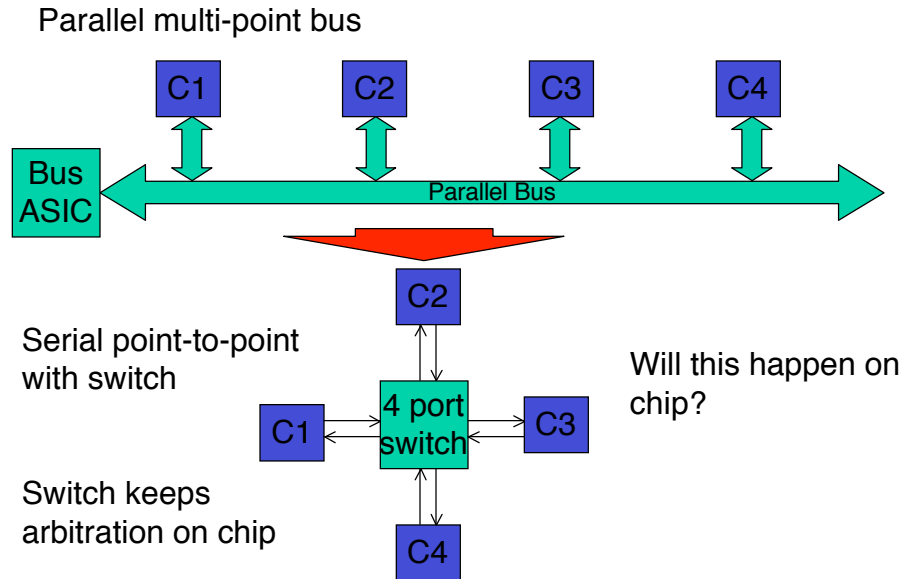 Parallel multi-point bus
C1
C2
C3
C4
Bus
ASIC
Parallel Bus
C2
Serial point-to-point
with switch
Will this happen on
chip?
C1
4 port
switch
C3
Switch keeps
arbitration on chip
C4